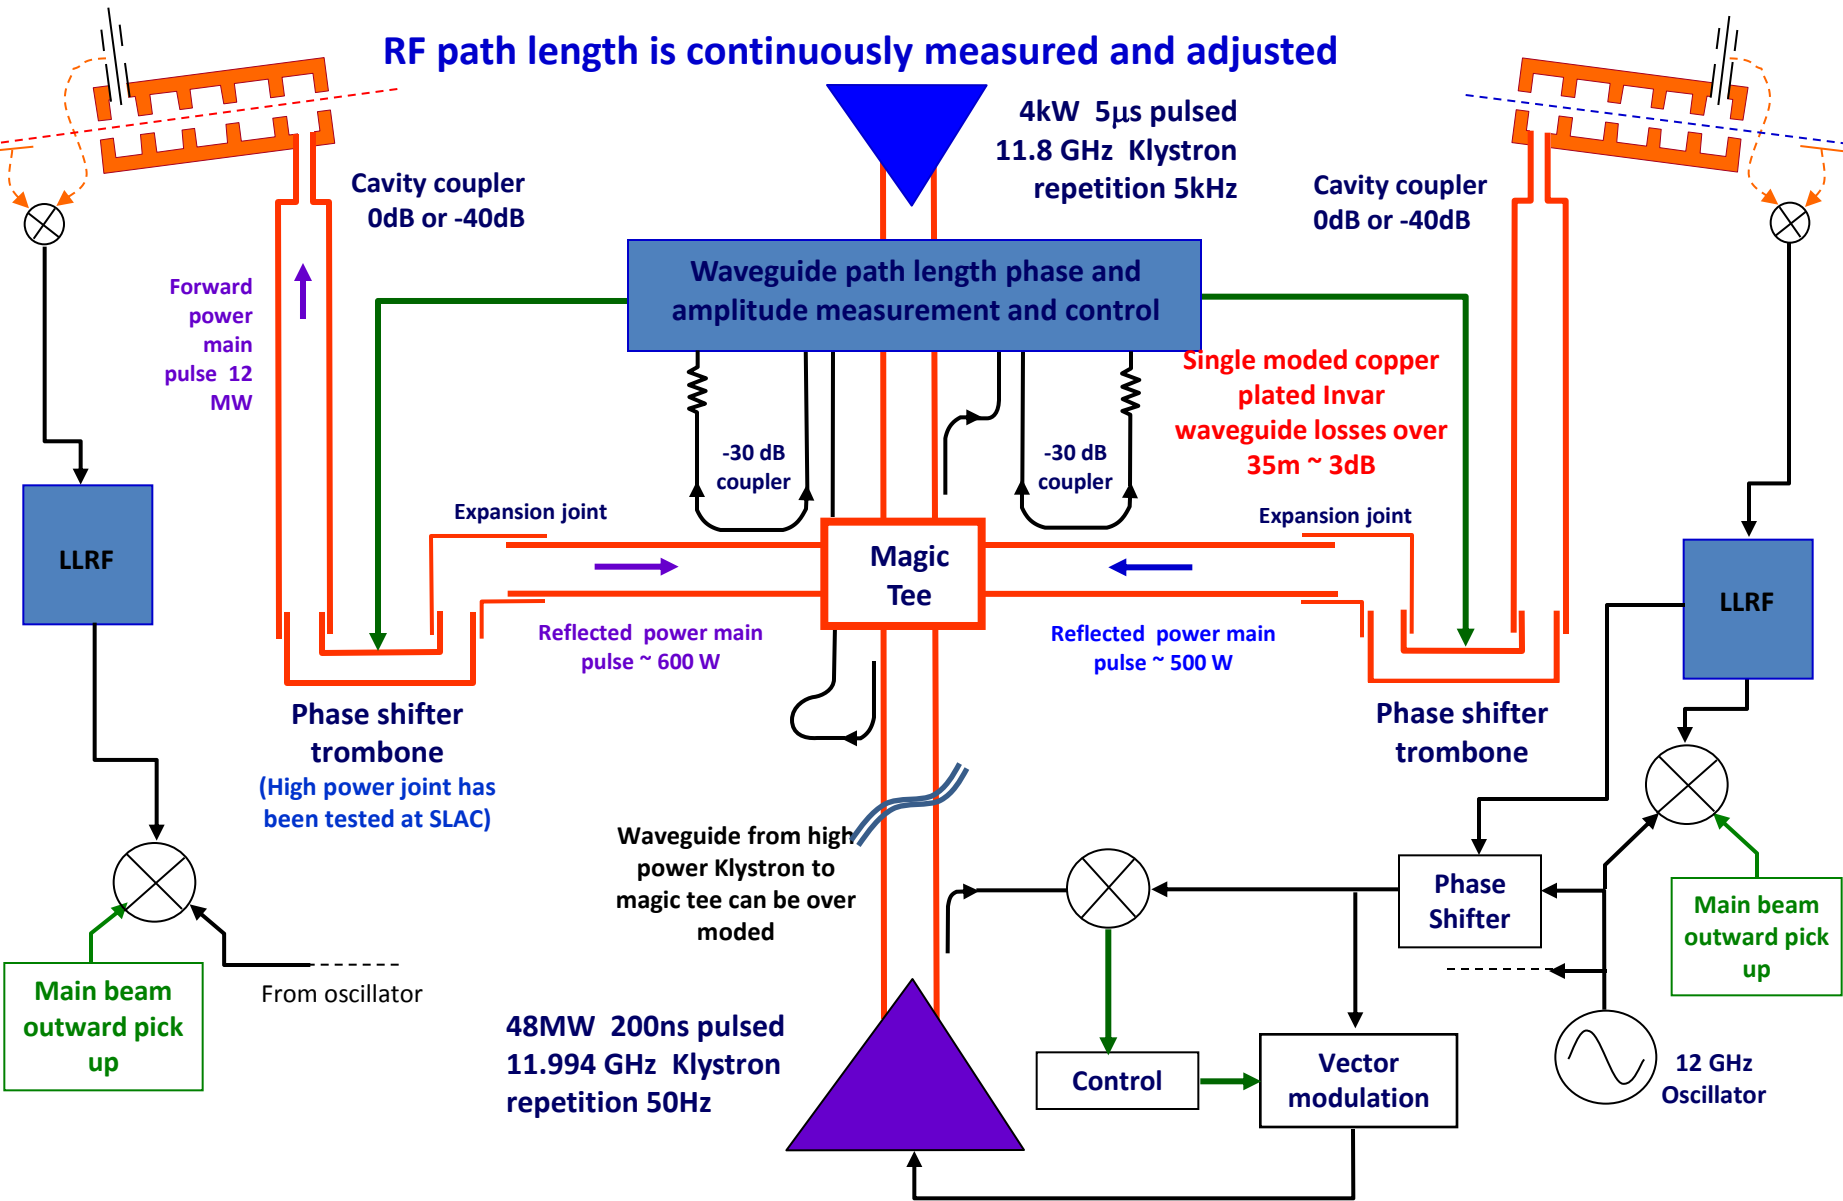 RF path length is continuously measured and adjusted
4kW 5μs pulsed
11.8 GHz Klystron
repetition 5kHz
Cavity coupler
0dB or -40dB
Cavity coupler
0dB or -40dB
Forward
power
main
pulse 12
MW
Waveguide path length phase and
amplitude measurement and control
Single moded copper
plated Invar
waveguide losses over
35m ~ 3dB
-30 dB
coupler
-30 dB
coupler
Expansion joint
Expansion joint
LLRF
Magic
Tee
LLRF
Reflected power main
pulse ~ 600 W
Reflected power main
pulse ~ 500 W
Phase shifter
trombone
(High power joint has
been tested at SLAC)
Phase shifter
trombone
Waveguide from high
power Klystron to
magic tee can be over
moded
Phase
Shifter
Main beam
outward pick
up
Main beam
outward pick
up
From oscillator
48MW 200ns pulsed
11.994 GHz Klystron
repetition 50Hz
Control
Vector
modulation
12 GHz
Oscillator